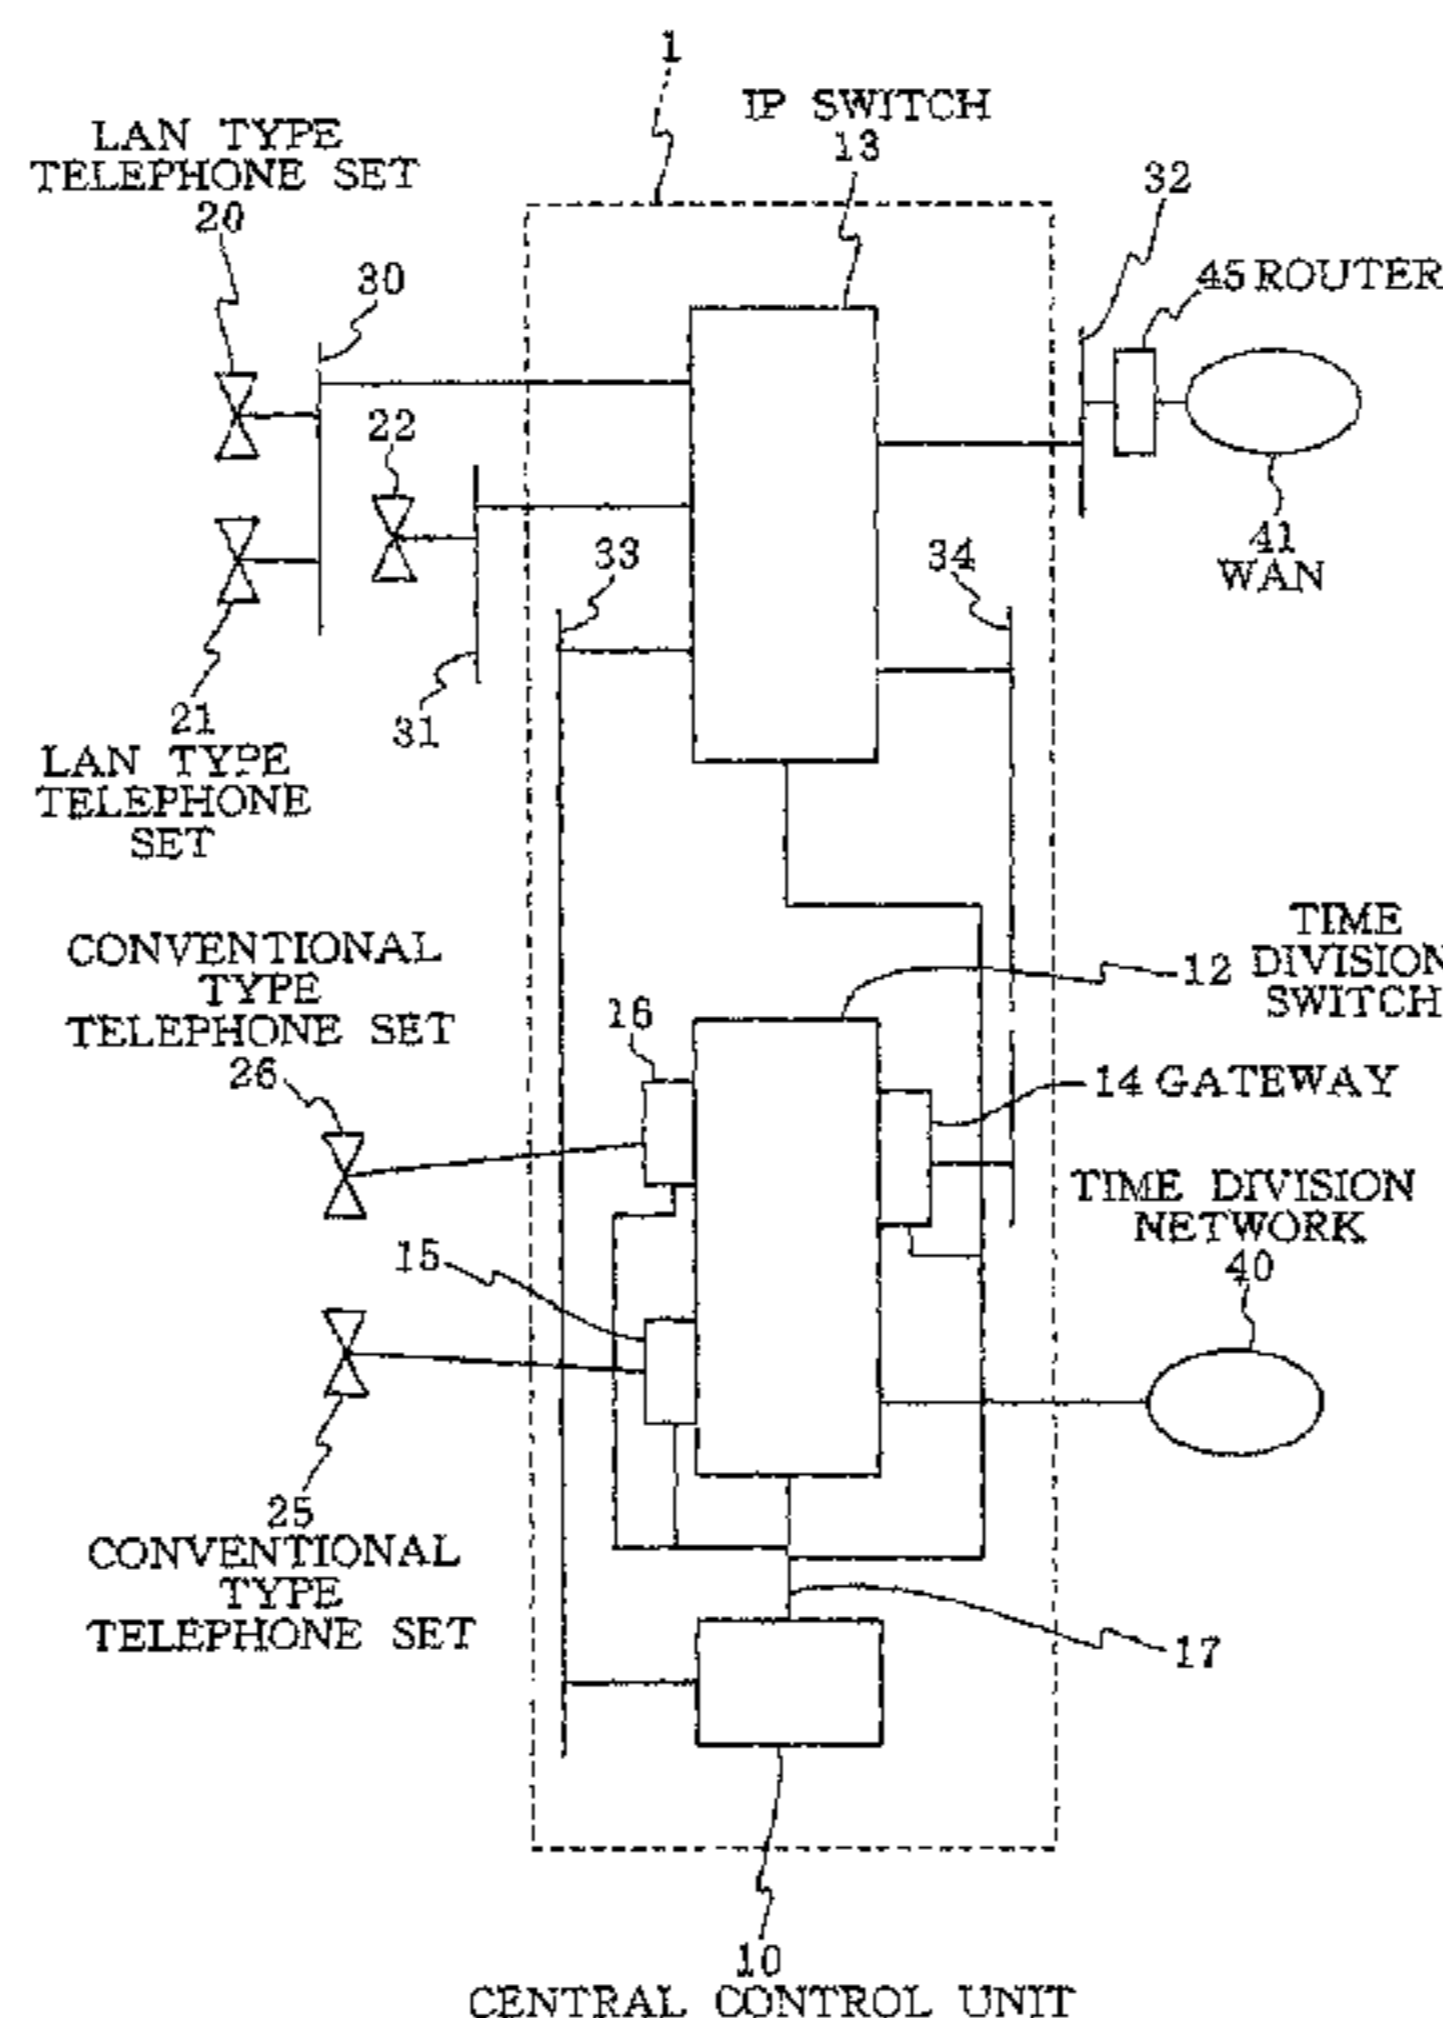 1
IP SWITCH
13
LAN TYPE
TELEPHONE SET
20
32
30
45 ROUTER
22
41
WAN
33
34
21
LAN TYPE
TELEPHONE
SET
31
TIME
12 DIVISION
SWITCH
CONVENTIONAL
TYPE
TELEPHONE SET
26
16
14 GATEWAY
TIME DIVISION
NETWORK
40
15
25
CONVENTIONAL
TYPE
TELEPHONE SET
17
10
CENTRAL CONTROL UNIT